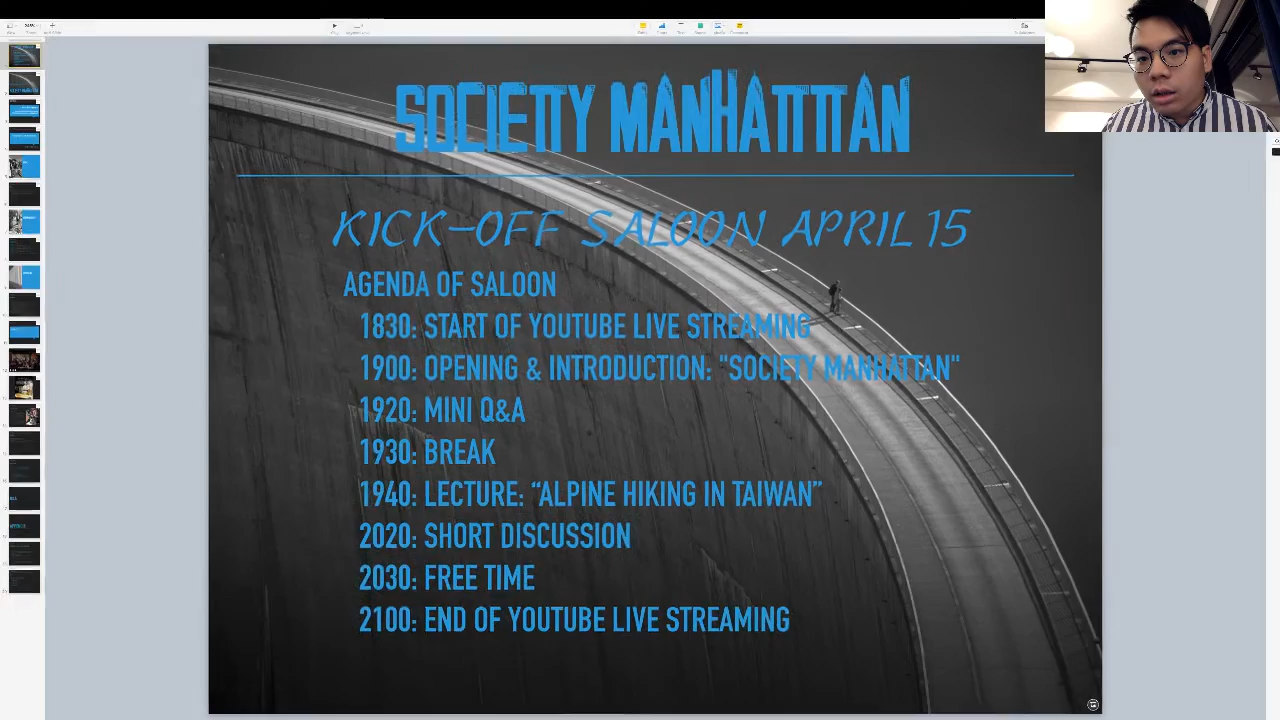 SOCIETY MANHATTAN
KICK-OFF SALOON APRIL 15
AGENDA OF SALOON
1830: START OF YOUTUBE LIVE STREAMING
1900: OPENING & INTRODUCTION: "SOCIETY MANHATTAN"
1920: MINI Q&A
1930: BREAK
1940: LECTURE: “ALPINE HIKING IN TAIWAN”
2020: SHORT DISCUSSION
2030: FREE TIME
2100: END OF YOUTUBE LIVE STREAMING